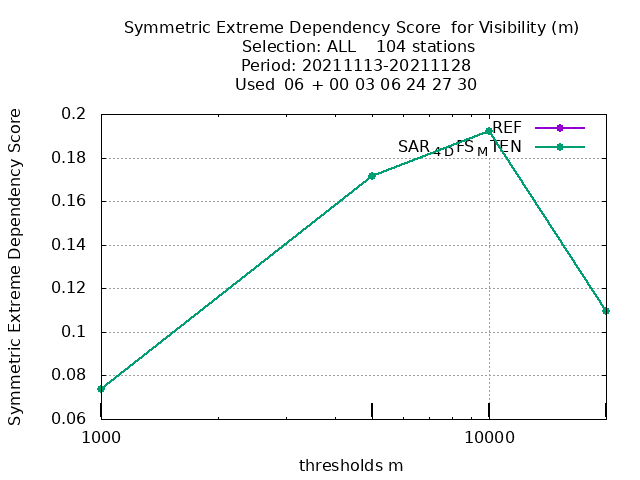 Symmetric Extreme Dependency Score  for Visibility (m)
Selection: ALL    104 stations
Period: 20211113-20211128
Used  06 + 00 03 06 24 27 30
Symmetric Extreme Dependency Score
0.2
0.18
0.16
0.14
0.12
0.1
0.08
0.06
REF
SAR4DFSMTEN
1000
10000
thresholds m